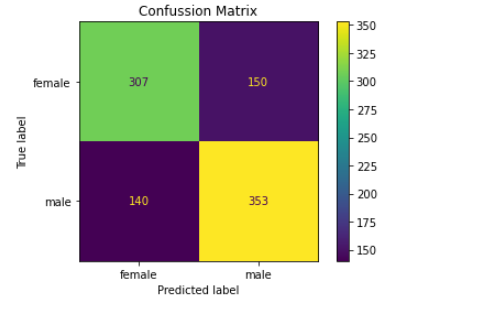 Confussion Matrix
female
307
150
male
140
353
female
male
Predicted label
True label
350
325
300
275
250
225
200
175
150